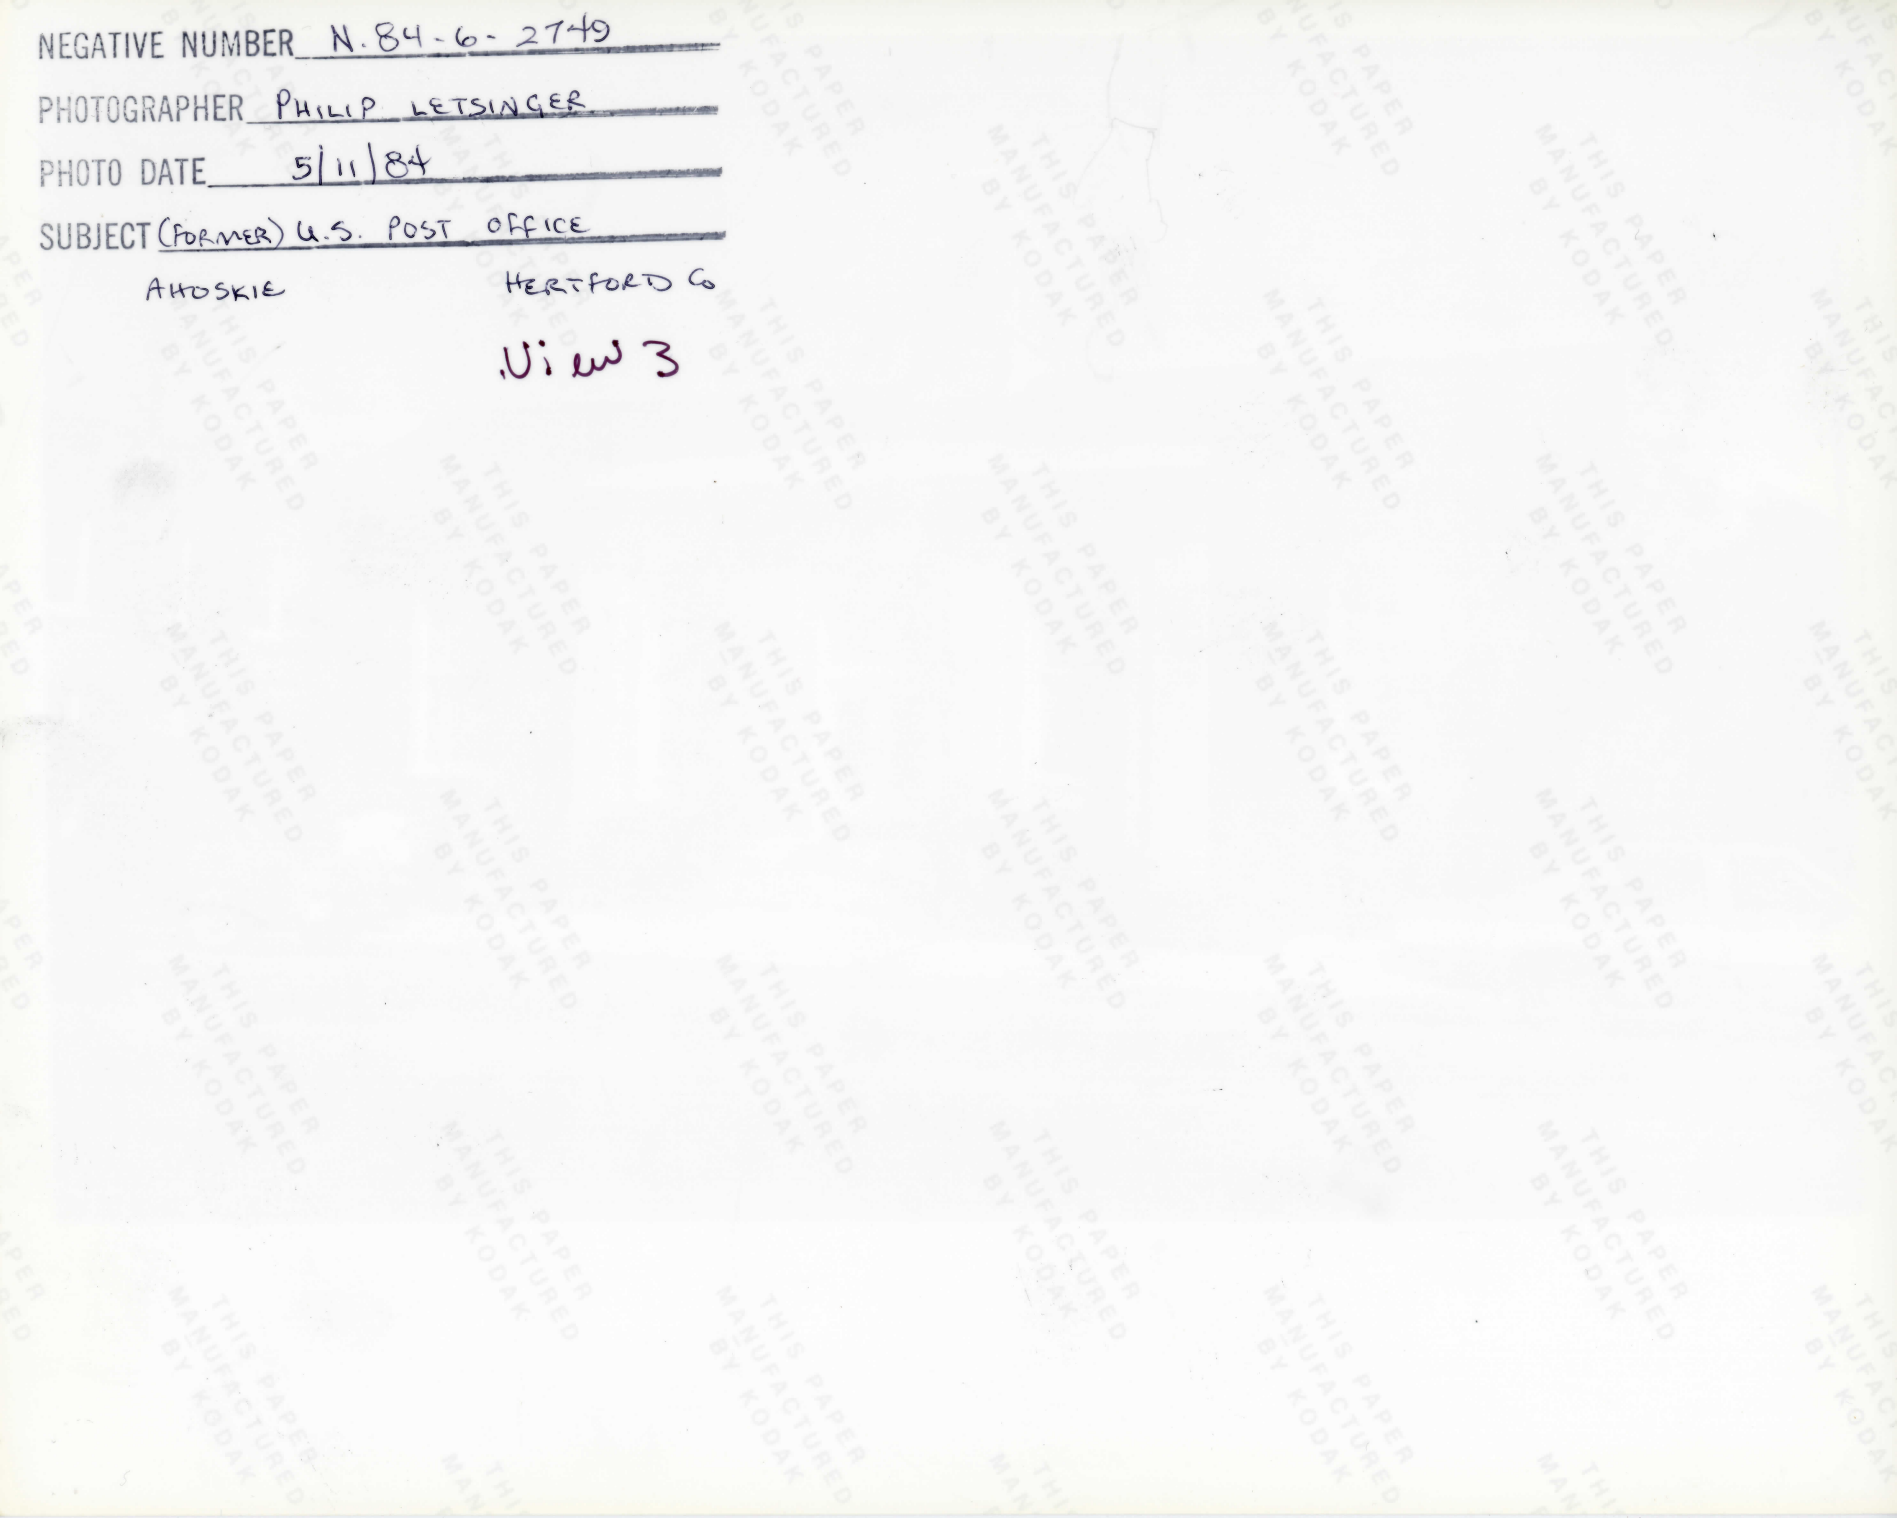 NEGATIVE NUMBER N. 84-6-2749
PHOTOGRAPHER PHILIP LETSINGER
PHOTO DATE 5/11/84
SUBJECT (FORMER) U.S. POST OFFICE
AHOSKIE HERTFORD Co
View 3
THIS PAPER
MANUFACTURED
BY KODAK